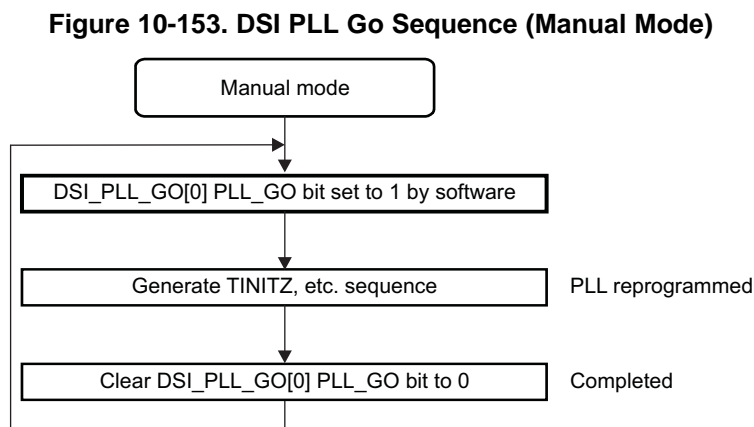 Figure 10-153. DSI PLL Go Sequence (Manual Mode)
Manual mode
DSI_PLL_GO[0] PLL_GO bit set to 1 by software
Generate TINITZ, etc. sequence
PLL reprogrammed
Clear DSI_PLL_GO[0] PLL_GO bit to 0
Completed